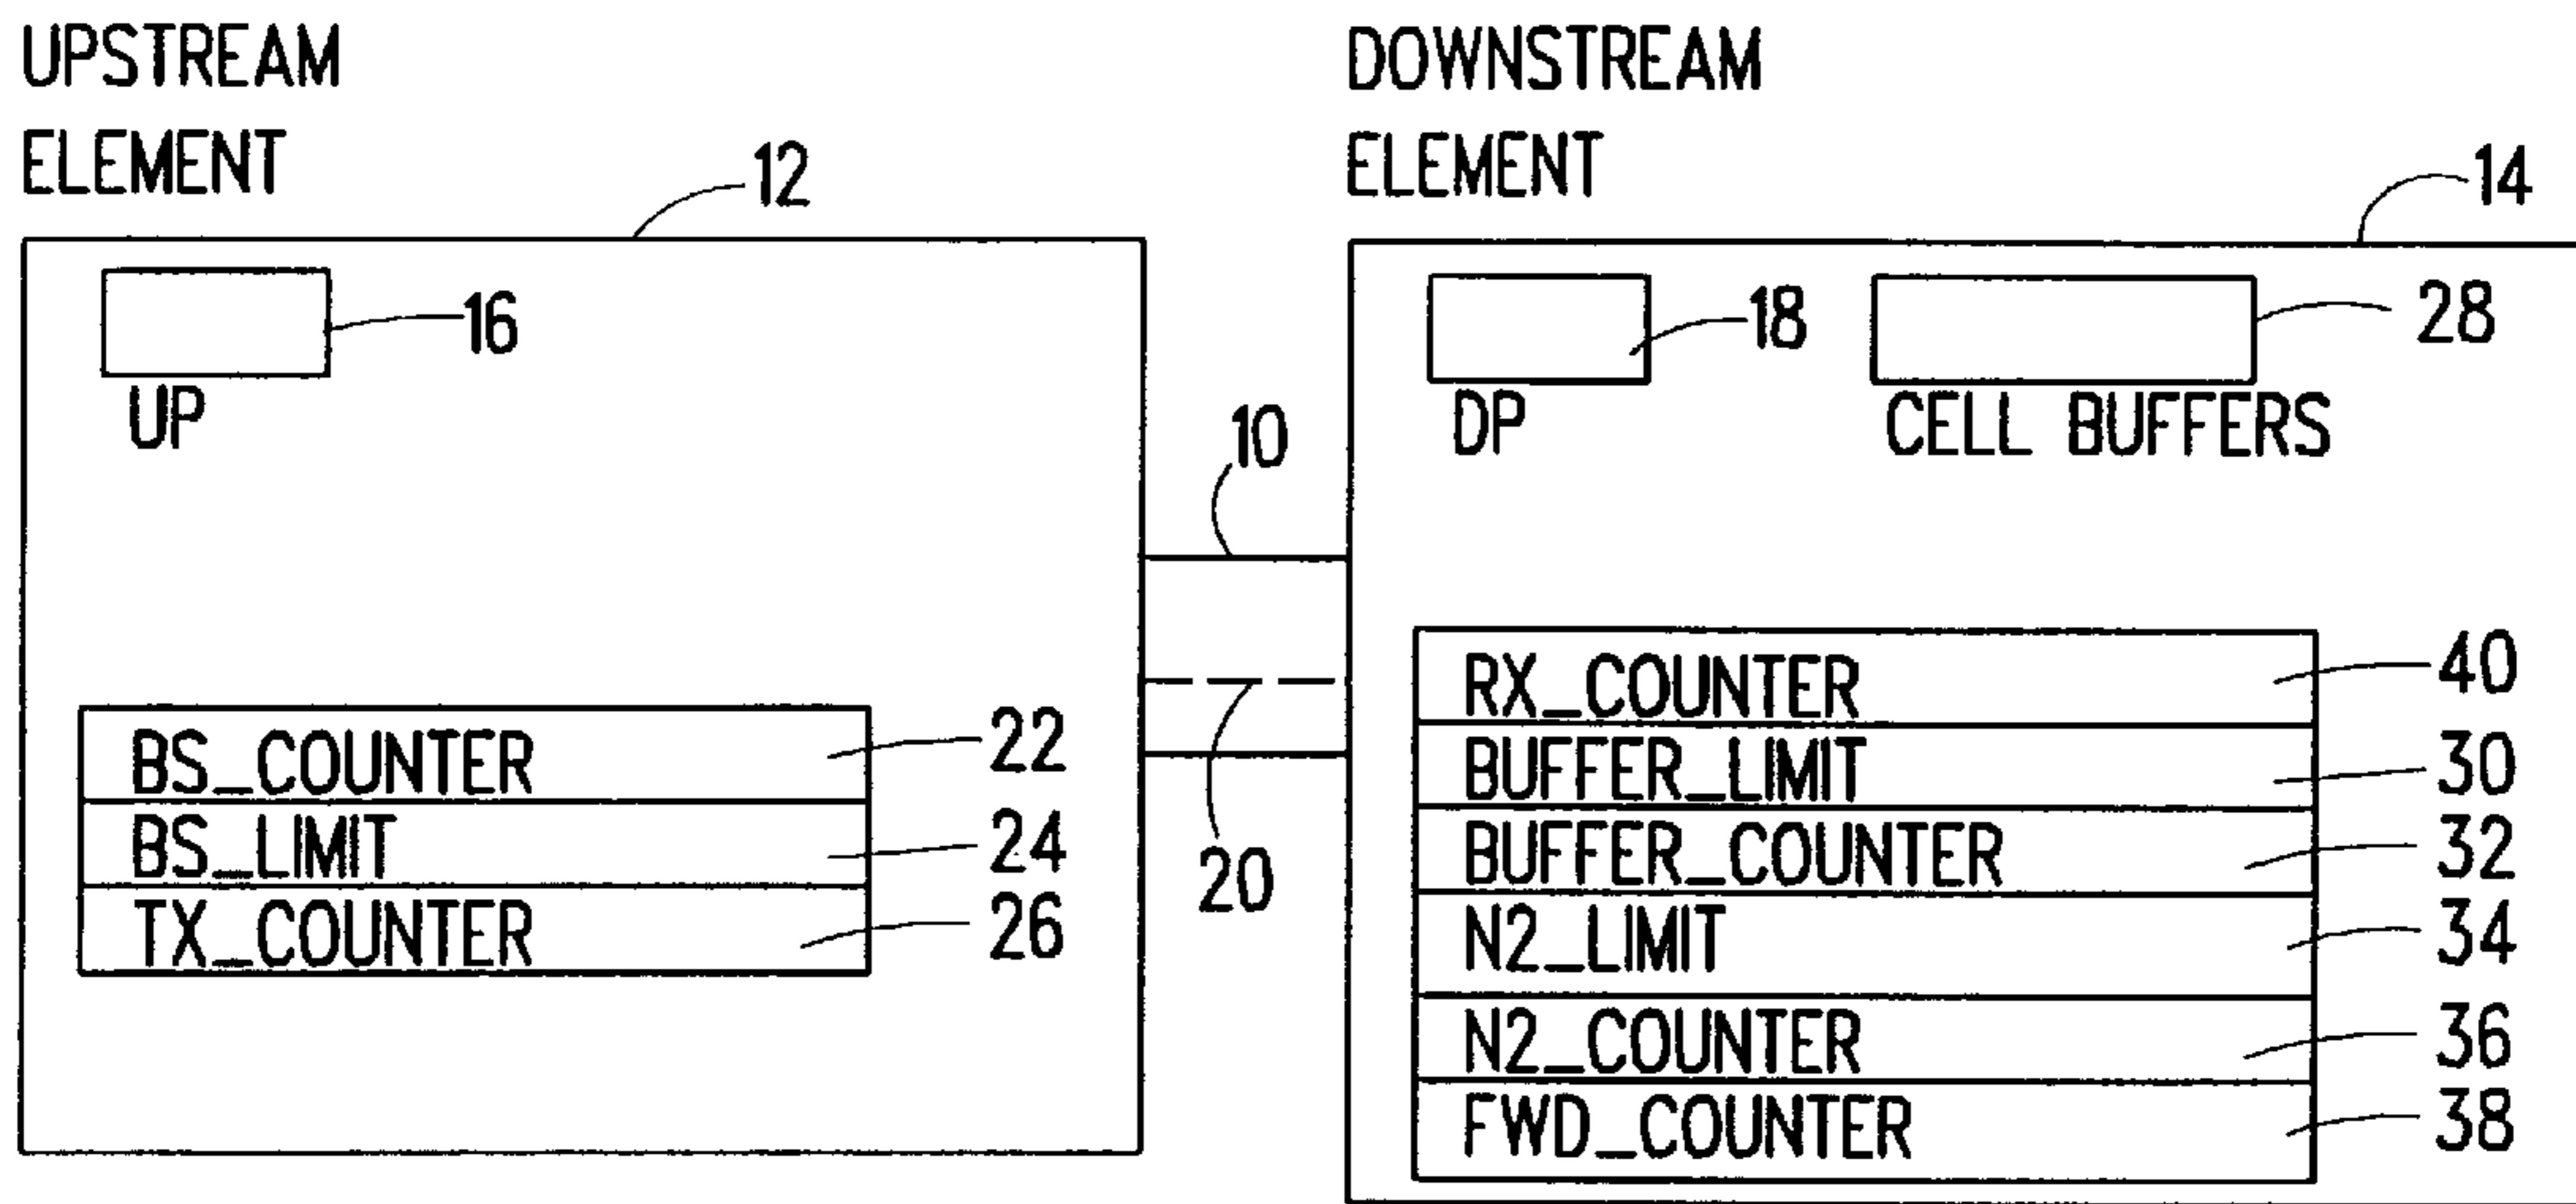 UPSTREAM
ELEMENT
12
16
UP
BS_COUNTER
22
BS_LIMIT
24
TX_COUNTER
26
10
20
DOWNSTREAM
ELEMENT
14
18
DP
28
CELL BUFFERS
RX_COUNTER
40
BUFFER_LIMIT
30
BUFFER_COUNTER
32
N2_LIMIT
34
N2_COUNTER
36
FWD_COUNTER
38